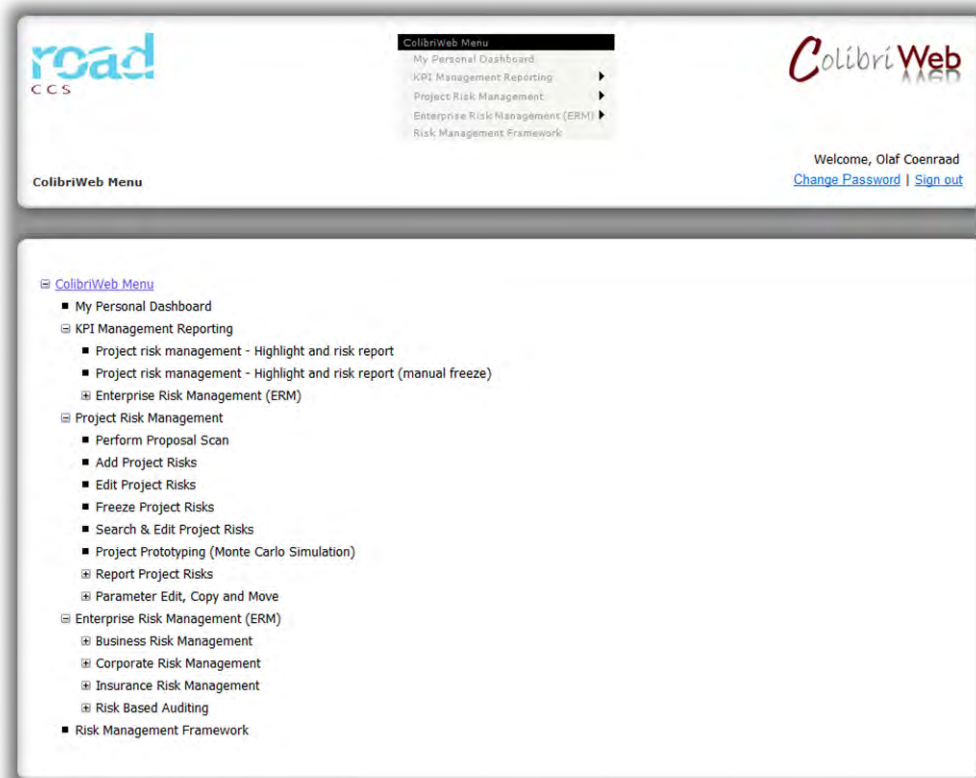 road
CCS
ColibriWeb Menu
My Personal Dashboard
KPI Management Reporting
Project Risk Management
Enterprise Risk Management (ERM)
Risk Management Framework
Colibri Web
Welcome, Olaf Coenraad
ColibriWeb Menu
Change Password | Sign out
ColibriWeb Menu
My Personal Dashboard
KPI Management Reporting
Project risk management - Highlight and risk report
Project risk management - Highlight and risk report (manual freeze)
Enterprise Risk Management (ERM)
Project Risk Management
Perform Proposal Scan
Add Project Risks
Edit Project Risks
Freeze Project Risks
Search & Edit Project Risks
Project Prototyping (Monte Carlo Simulation)
Report Project Risks
Parameter Edit, Copy and Move
Enterprise Risk Management (ERM)
Business Risk Management
Corporate Risk Management
Insurance Risk Management
Risk Based Auditing
Risk Management Framework